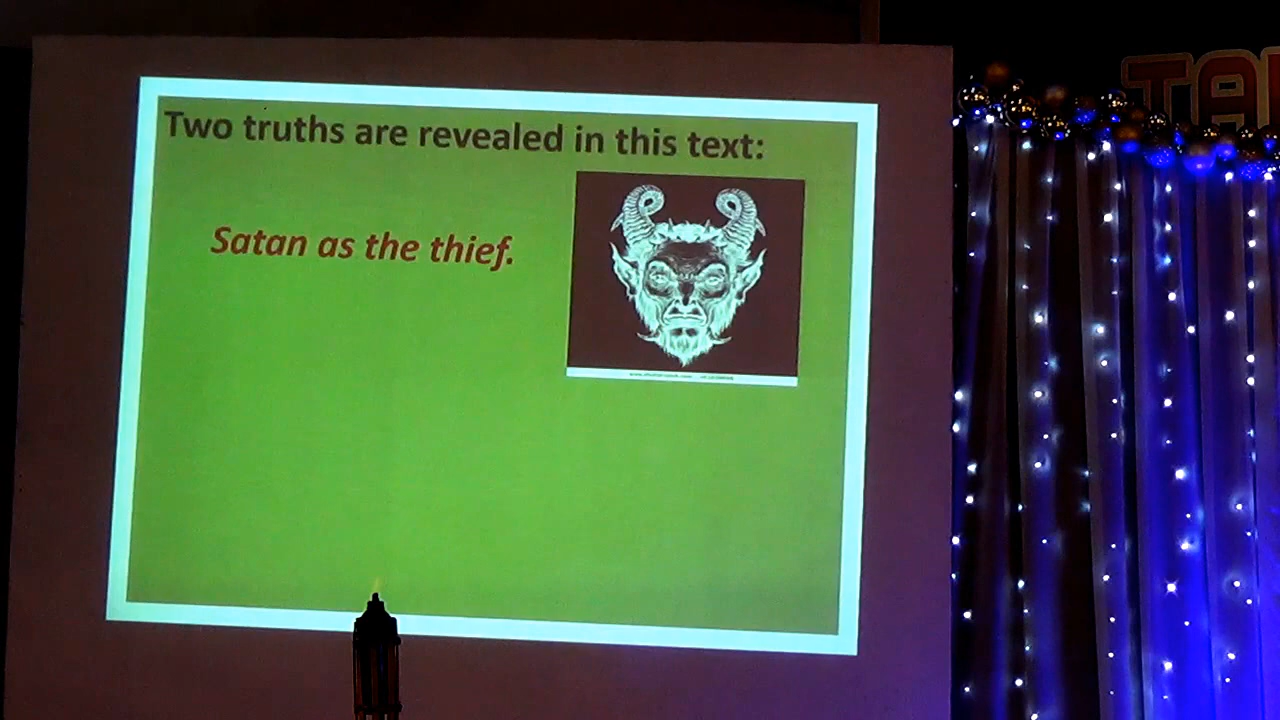 Two truths are revealed in this text:
Satan as the thief.